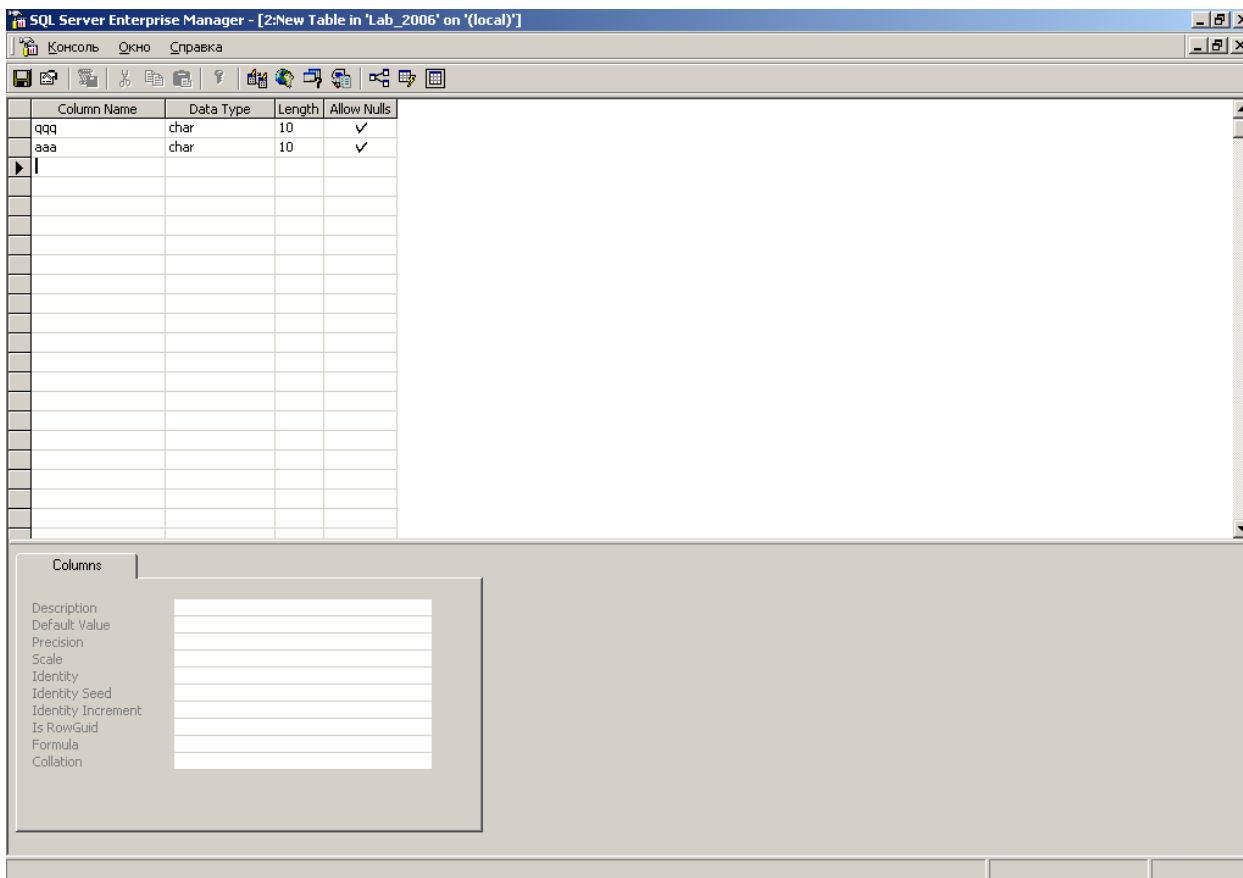 SQL Server Enterprise Manager - [2:New Table in 'Lab_2006' on '(local)']
Консоль Окно Справка
Column Name Data Type Length Allow Nulls
qqq char 10
aaa char 10
Columns
Description
Default Value
Precision
Scale
Identity
Identity Seed
Identity Increment
Is RowGuid
Formula
Collation